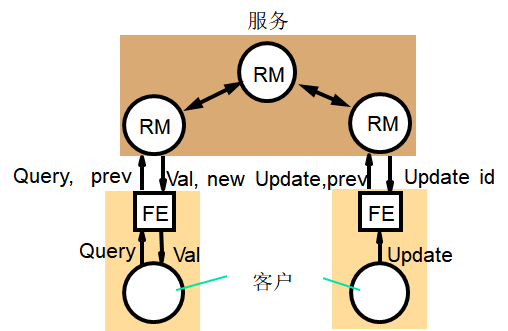 服务
RM
RM
RM
Query, prev
Val, new
Update,prev
Update id
FE
FE
Query
Val
Update
客户